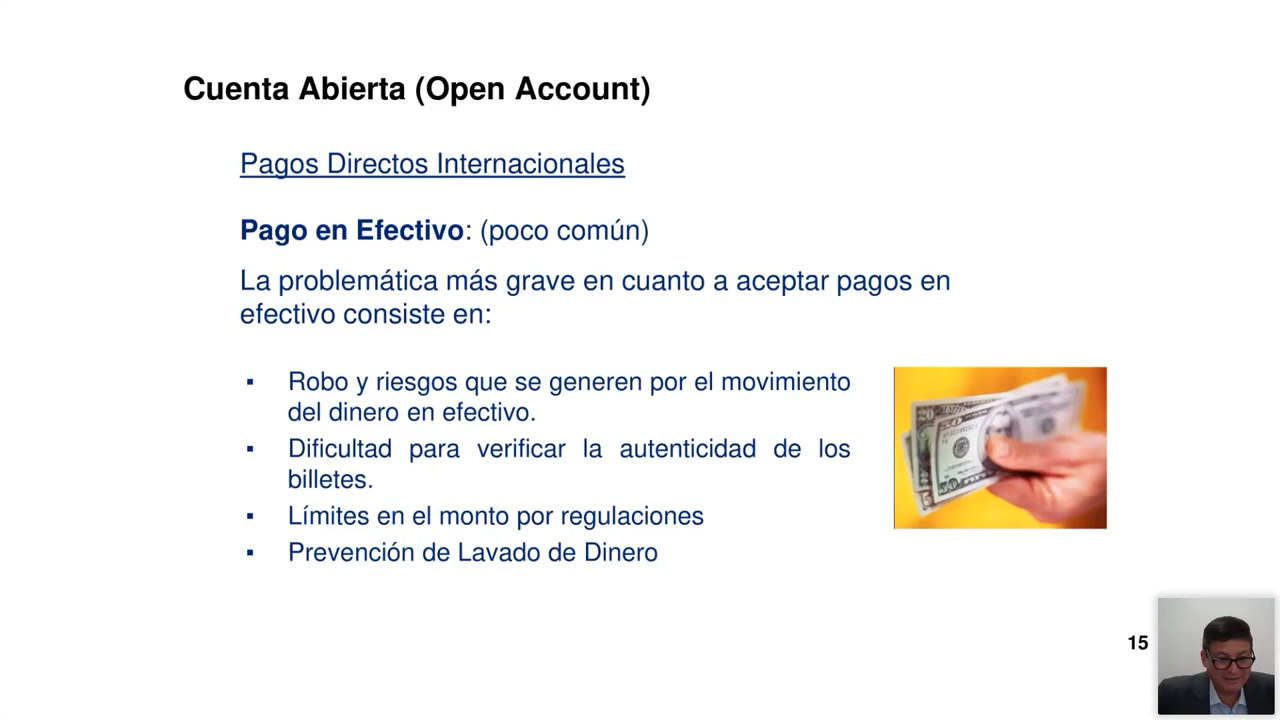 Cuenta Abierta (Open Account)
Pagos Directos Internacionales
Pago en Efectivo: (poco común)
La problemática más grave en cuanto a aceptar pagos en
efectivo consiste en:
▪ Robo y riesgos que se generen por el movimiento
del dinero en efectivo.
▪ Dificultad para verificar la autenticidad de los
billetes.
▪ Límites en el monto por regulaciones
▪ Prevención de Lavado de Dinero
15